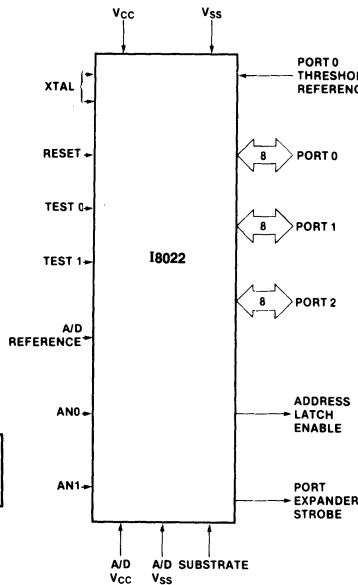 VCC
VSS
XTAL
PORT 0
THRESHOL
REFERENC
RESET
8
PORT 0
TEST 0
8
PORT 1
TEST 1
I8022
8
PORT 2
A/D
REFERENCE
AN0
ADDRESS
LATCH
ENABLE
AN1
PORT
EXPANDER
STROBE
A/D
VCC
A/D
VSS
SUBSTRATE